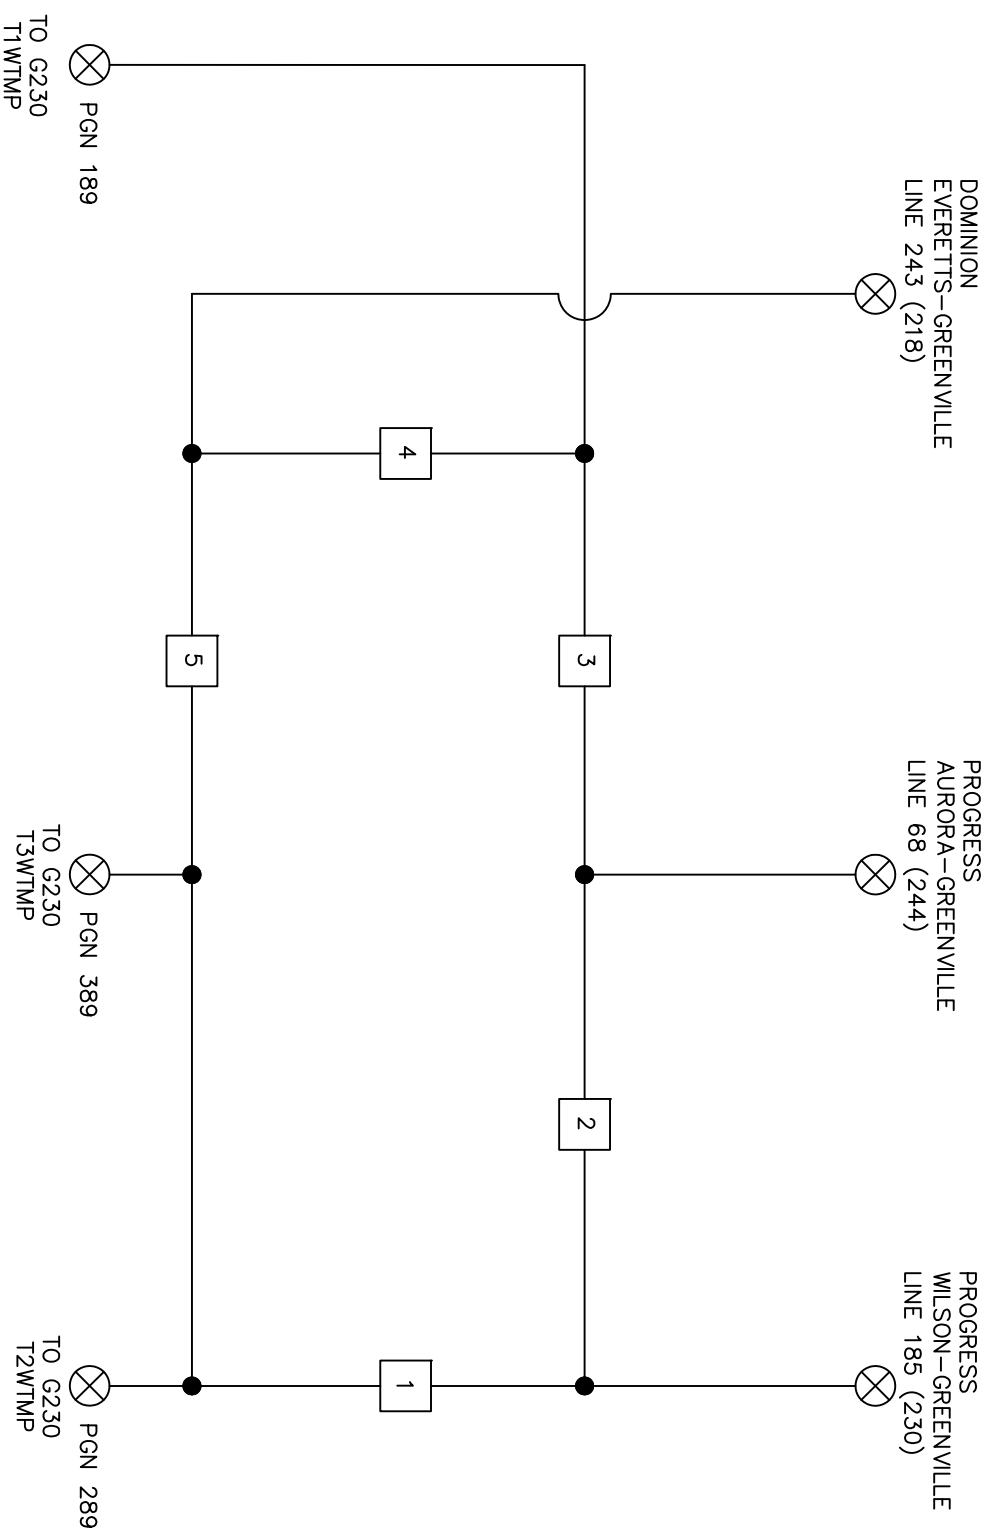 DOMINION
EVERETTS-GREENVILLE
LINE 243 (218)
PROGRESS
AURORA-GREENVILLE
LINE 68 (244)
PROGRESS
WILSON-GREENVILLE
LINE 185 (230)
3
2
4
1
5
PGN 189
TO G230
T1WTMP
PGN 389
TO G230
T3WTMP
PGN 289
TO G230
T2WTMP